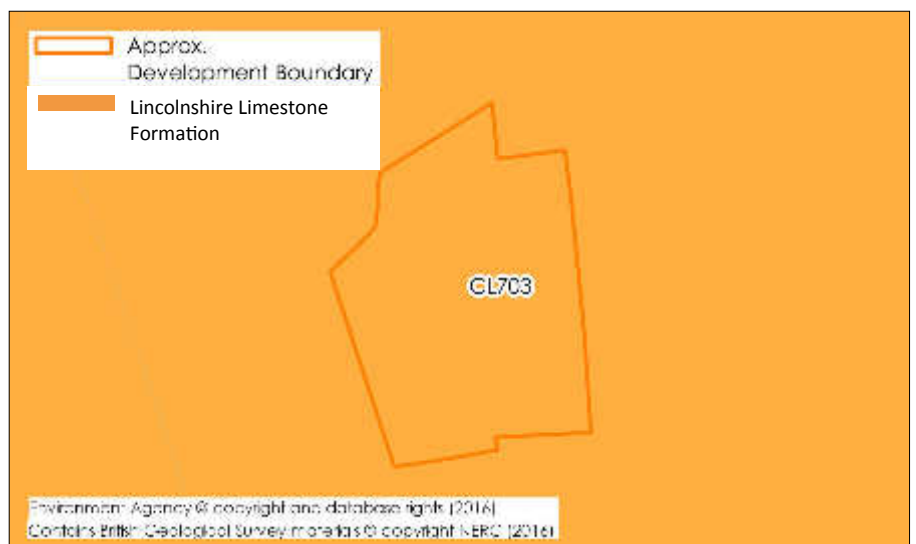 Approx.
Development Boundary
Lincolnshire Limestone
Formation
CL703
Environment Agency © copyright and database rights (2016)
Contains British Geological Survey materials © copyright NERC (2016)